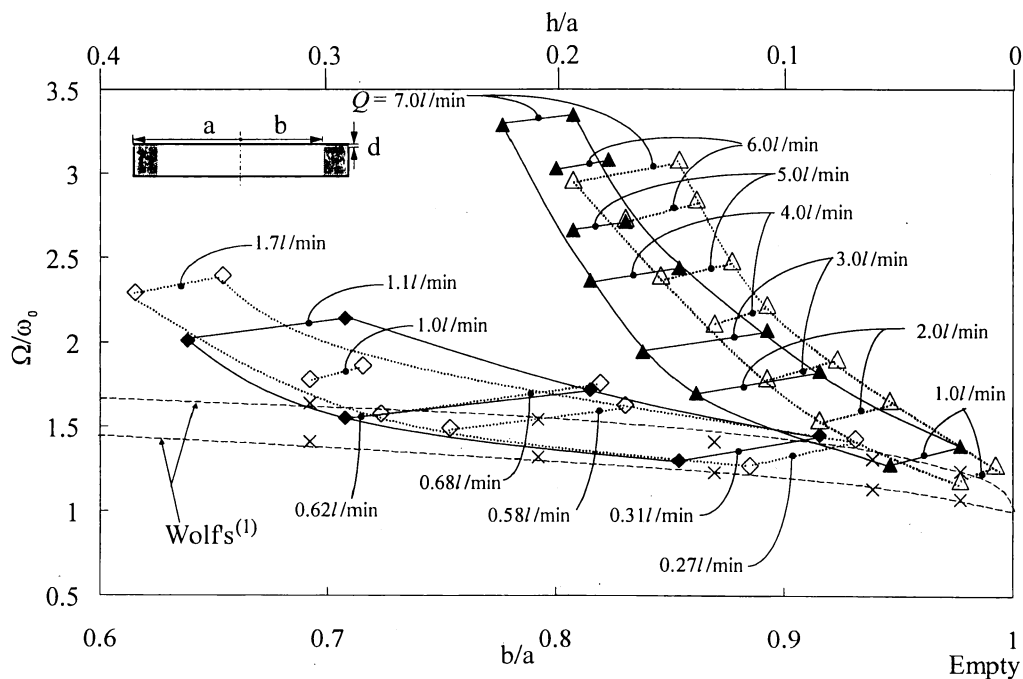 h/a
0.4 0.3 0.2 0.1 0
3.5
3
2.5
2
1.5
1
0.5
Ω/ω₀
a b
d
Q = 7.0l/min
6.0l/min
5.0l/min
4.0l/min
3.0l/min
2.0l/min
1.0l/min
1.7l/min
1.1l/min
1.0l/min
0.68l/min
0.62l/min
0.58l/min
0.31l/min
0.27l/min
Wolf's⁽¹⁾
0.6 0.7 0.8 0.9 1
b/a
Empty